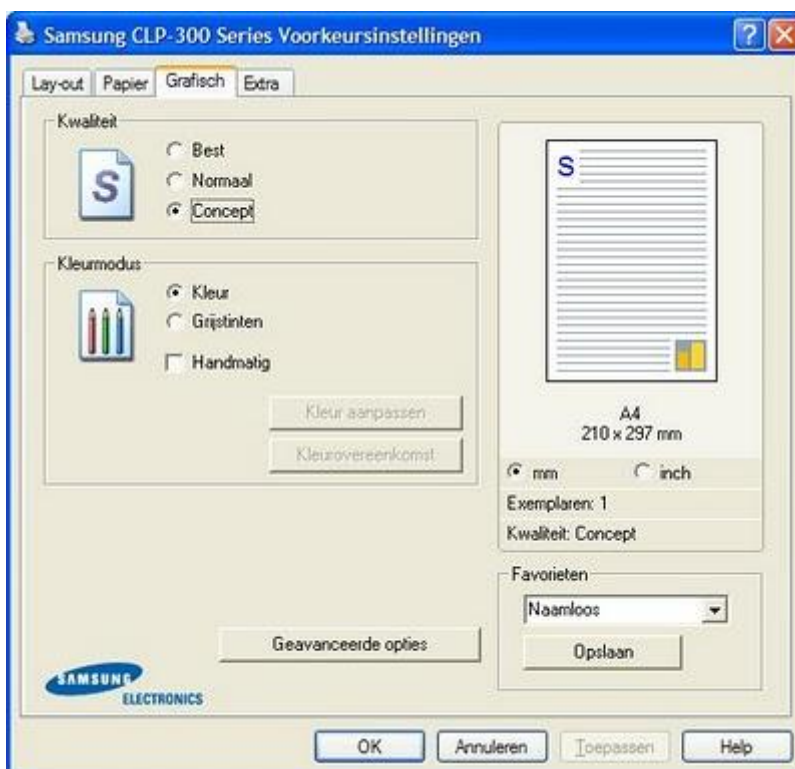 Samsung CLP-300 Series Voorkeursinstellingen
Lay-out Papier Grafisch Extra
Kwaliteit
S
Best
Normaal
Concept
Kleurmodus
Kleur
Grijstinten
Handmatig
Kleur aanpassen
Kleurovereenkomst
Geavanceerde opties
SAMSUNG
ELECTRONICS
S
A4
210 x 297 mm
mm inch
Exemplaren: 1
Kwaliteit: Concept
Favorieten
Naamloos
Opslaan
OK Annuleren Toepassen Help